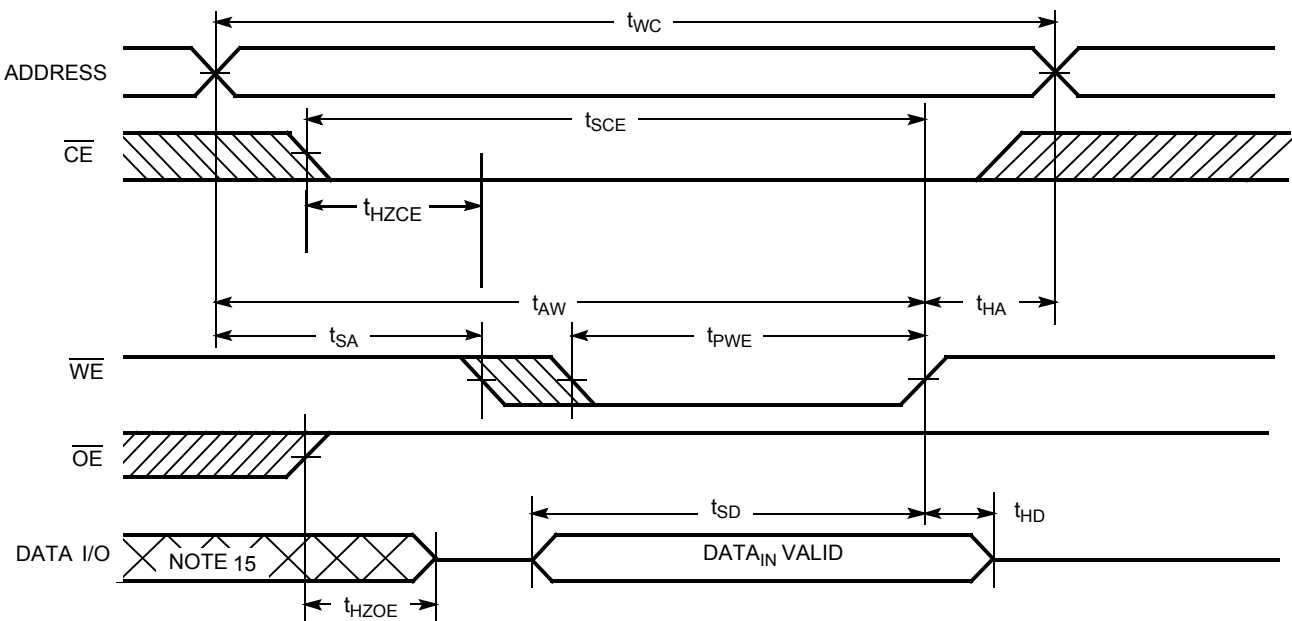 tWC
ADDRESS
tSCE
CE
tHZCE
tAW
tHA
tSA
tPWE
WE
OE
tSD
tHD
DATA I/O
NOTE 15
DATAIN VALID
tHZOE